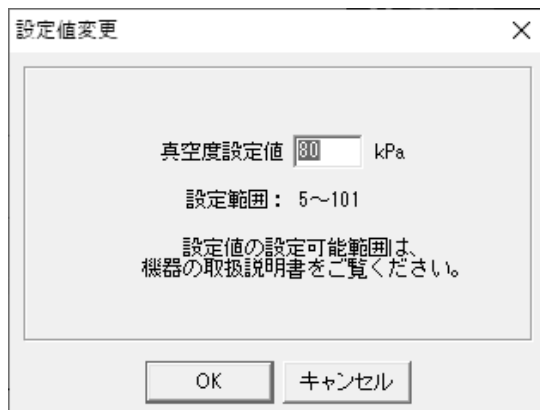 設定値変更
真空度設定値 80 kPa
設定範囲： 5～101
設定値の設定可能範囲は、
機器の取扱説明書をご覧ください。
OK キャンセル